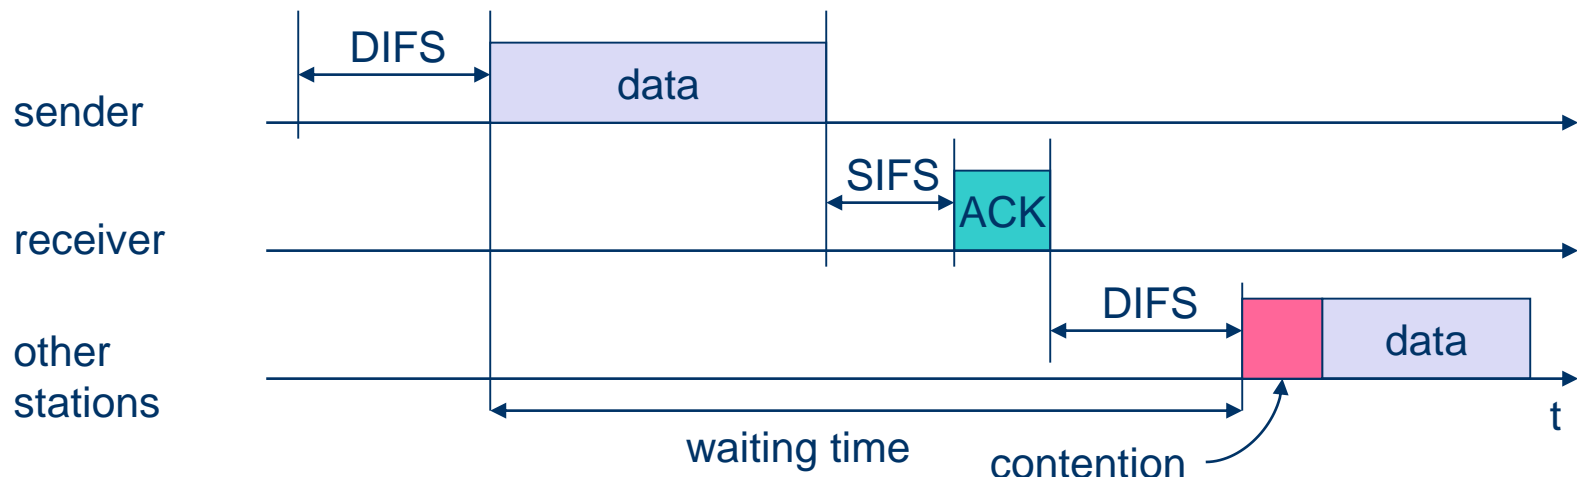 DIFS
data
sender
SIFS
ACK
receiver
DIFS
data
other
stations
t
waiting time
contention